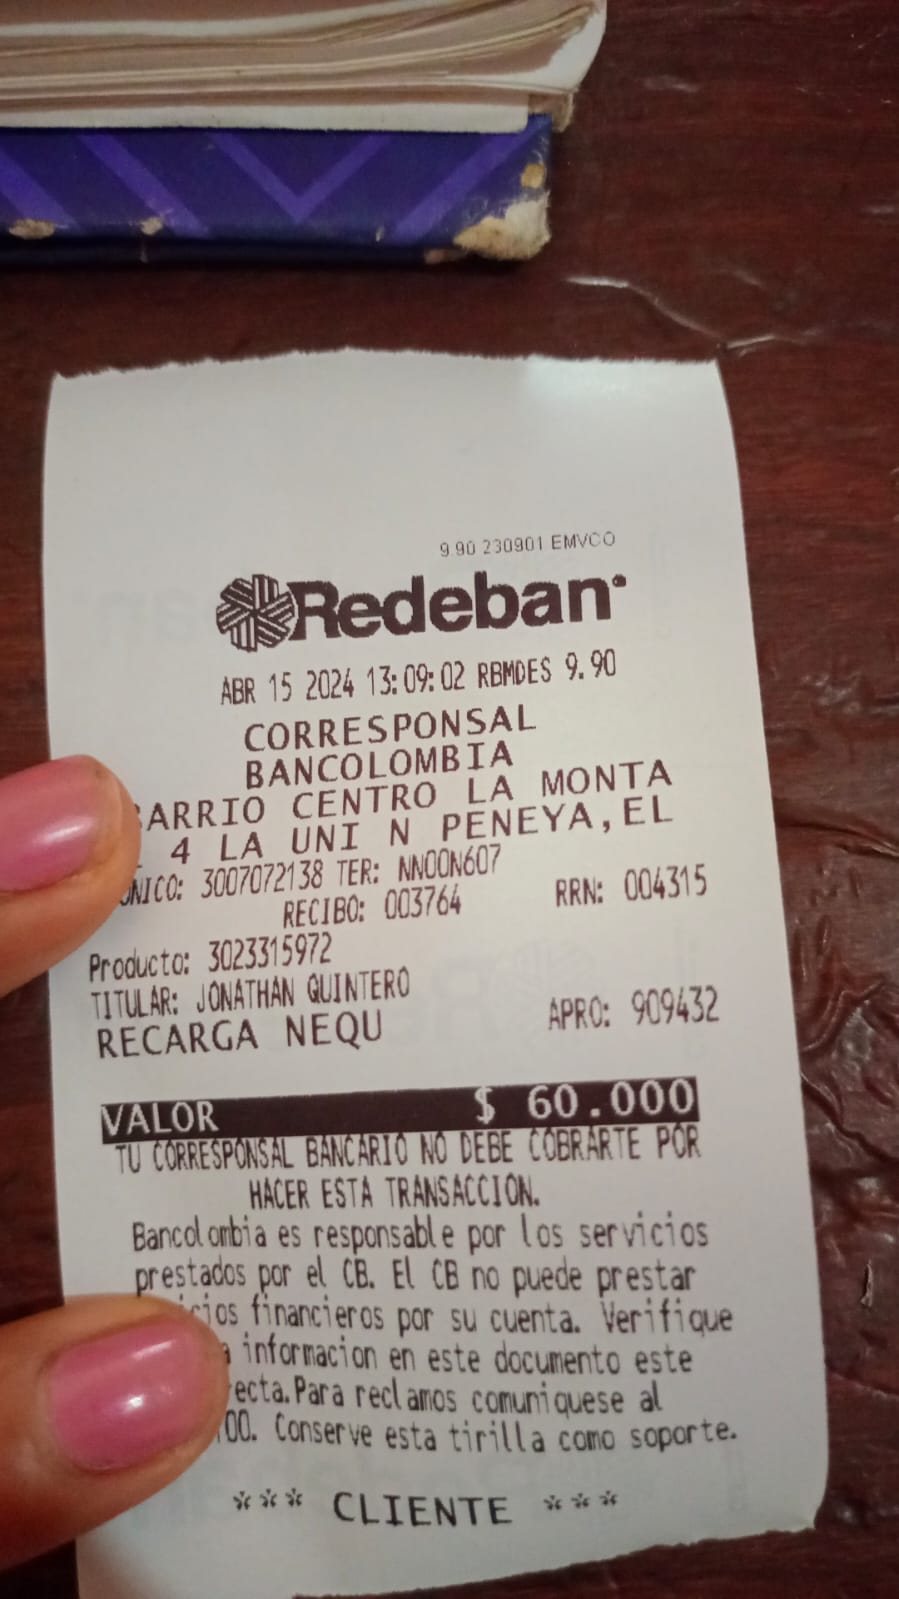 9.90 230901 EMVCO
Redeban
ABR 15 2024 13:09:02 RBMDES 9.90
CORRESPONSAL
BANCOLOMBIA
ARRIO CENTRO LA MONTA
4 LA UNI N PENEYA, EL
NICO: 3007072138 TER: NNOON607
RECIBO: 003764 RRN: 004315
Producto: 3023315972
TITULAR: JONATHAN QUINTERO
RECARGA NEQU APRO: 909432
VALOR $ 60.000
TU CORRESPONSAL BANCARIO NO DEBE COBRARTE POR
HACER ESTA TRANSACCION.
Bancolombia es responsable por los servicios
prestados por el CB. El CB no puede prestar
icios financieros por su cuenta. Verifique
informacion en este documento este
ecta. Para reclamos comuniquese al
00. Conserve esta tirilla como soporte.
*** CLIENTE ***